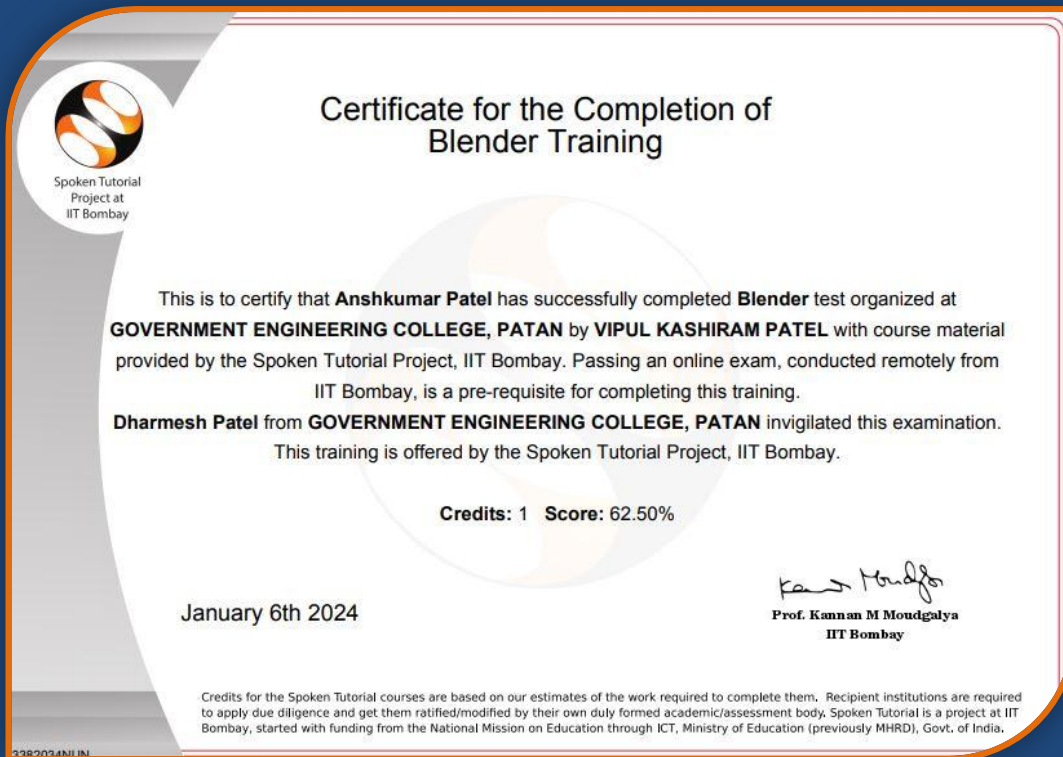 Certificate for the Completion of
Blender Training
Spoken Tutorial
Project at
IIT Bombay
This is to certify that Anshkumar Patel has successfully completed Blender test organized at
GOVERNMENT ENGINEERING COLLEGE, PATAN by VIPUL KASHIRAM PATEL with course material
provided by the Spoken Tutorial Project, IIT Bombay. Passing an online exam, conducted remotely from
IIT Bombay, is a pre-requisite for completing this training.
Dharmesh Patel from GOVERNMENT ENGINEERING COLLEGE, PATAN invigilated this examination.
This training is offered by the Spoken Tutorial Project, IIT Bombay.
Credits: 1 Score: 62.50%
January 6th 2024
Prof. Kannan M Moudgalya
IIT Bombay
Credits for the Spoken Tutorial courses are based on our estimates of the work required to complete them. Recipient institutions are required
to apply due diligence and get them ratified/modified by their own duly formed academic/assessment body. Spoken Tutorial is a project at IIT
Bombay, started with funding from the National Mission on Education through ICT, Ministry of Education (previously MHRD), Govt. of India.